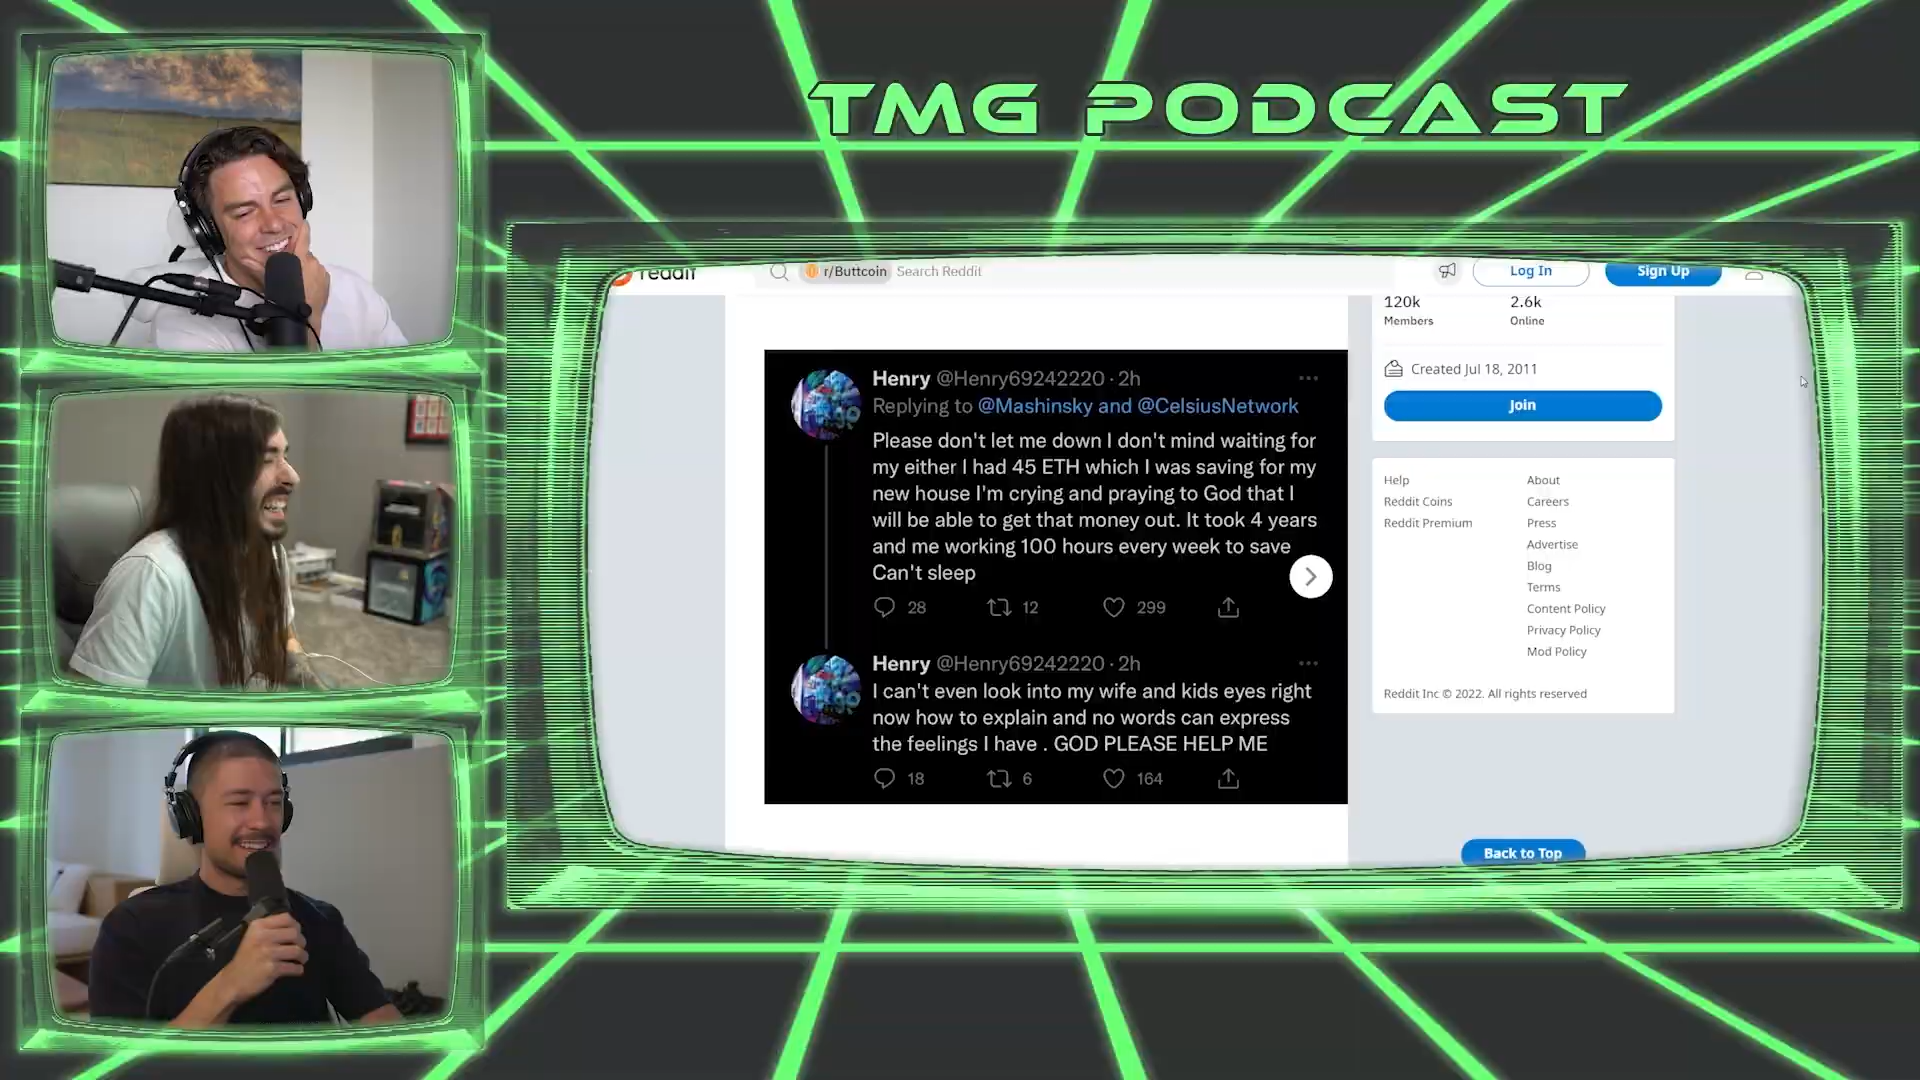 TMG PODCAST
reddit
r/Buttcoin
Search Reddit
Log In
Sign Up
120k
2.6k
Members
Online
Created Jul 18, 2011
Join
Henry @Henry69242220 · 2h
Replying to @Mashinsky and @CelsiusNetwork
Please don't let me down I don't mind waiting for
my either I had 45 ETH which I was saving for my
new house I'm crying and praying to God that I
will be able to get that money out. It took 4 years
and me working 100 hours every week to save
Can't sleep
28
12
299
Henry @Henry69242220 · 2h
I can't even look into my wife and kids eyes right
now how to explain and no words can express
the feelings I have . GOD PLEASE HELP ME
18
6
164
Help
About
Reddit Coins
Careers
Reddit Premium
Press
Advertise
Blog
Terms
Content Policy
Privacy Policy
Mod Policy
Reddit Inc © 2022. All rights reserved
Back to Top